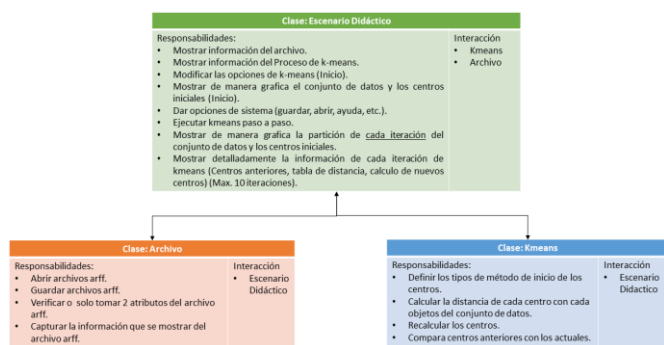 Clase: Escenario Didáctico
Responsabilidades:
• Mostrar información del archivo.
• Mostrar información del Proceso de k-means.
• Modificar las opciones de k-means (Inicio).
• Mostrar de manera grafica el conjunto de datos y los centros
iniciales (Inicio).
• Dar opciones de sistema (guardar, abrir, ayuda, etc.).
• Ejecutar kmeans paso a paso.
• Mostrar de manera grafica la partición de cada iteración del
conjunto de datos y los centros iniciales.
• Mostrar detalladamente la información de cada iteración de
kmeans (Centros anteriores, tabla de distancia, calculo de nuevos
centros) (Max. 10 iteraciones).
Interacción
• Kmeans
• Archivo
Clase: Archivo
Responsabilidades:
• Abrir archivos arff.
• Guardar archivos arff.
• Verificar o solo tomar 2 atributos del archivo
arff.
• Capturar la información que se mostrar del
archivo arff.
Interacción
• Escenario
Didáctico
Clase: Kmeans
Responsabilidades:
• Definir los tipos de método de inicio de los
centros.
• Calcular la distancia de cada centro con cada
objetos del conjunto de datos.
• Recalcular los centros.
• Compara centros anteriores con los actuales.
Interacción
• Escenario
Didactico